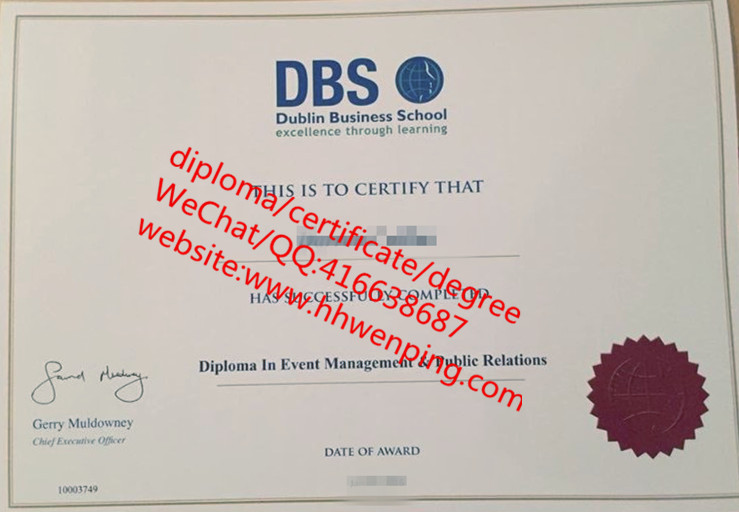 DBS
Dublin Business School
excellence through learning
THIS IS TO CERTIFY THAT
diploma/certificate/degree
WeChat/QQ:416638687
website:www.hhwenping.com
HAS SUCCESSFULLY COMPLETED
Diploma In Event Management & Public Relations
Gerry Muldowney
Chief Executive Officer
DATE OF AWARD
10003749